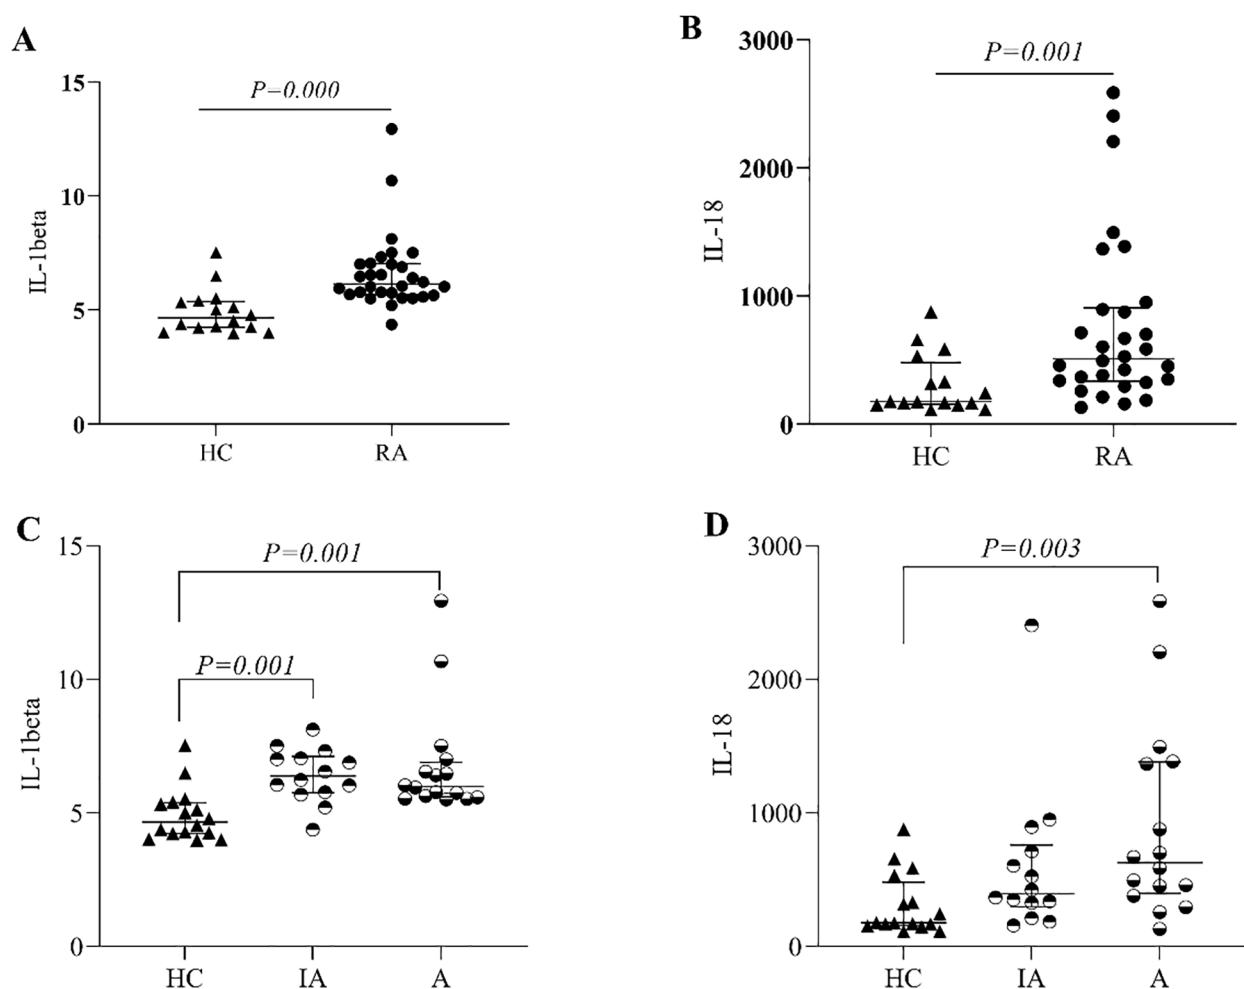 A
P=0.000
15
10
5
0
IL-1beta
HC RA
B
P=0.001
3000
2000
1000
0
IL-18
HC RA
C
P=0.001
P=0.001
15
10
5
0
IL-1beta
HC IA A
D
P=0.003
3000
2000
1000
0
IL-18
HC IA A